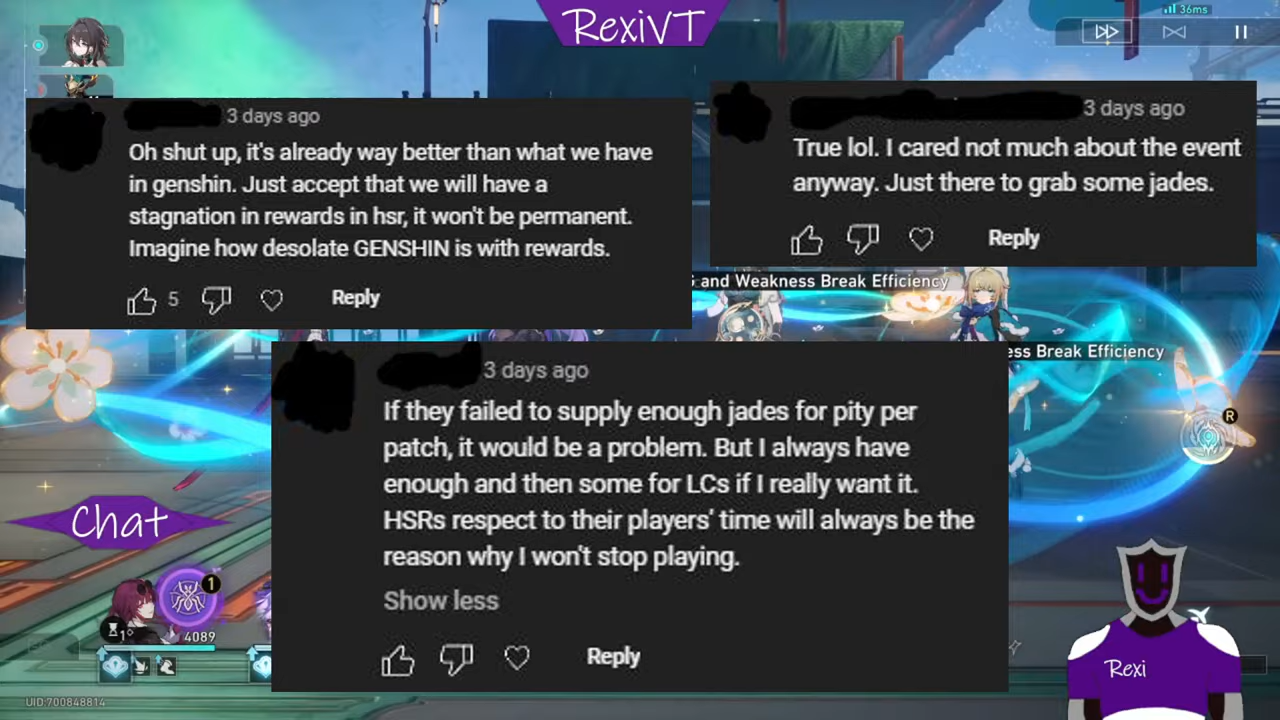 RexiVT
36ms
3 days ago
Oh shut up, it's already way better than what we have
in genshin. Just accept that we will have a
stagnation in rewards in hsr, it won't be permanent.
Imagine how desolate GENSHIN is with rewards.
5
Reply
3 days ago
True lol. I cared not much about the event
anyway. Just there to grab some jades.
Reply
and Weakness Break Efficiency
ess Break Efficiency
R
3 days ago
If they failed to supply enough jades for pity per
patch, it would be a problem. But I always have
enough and then some for LCs if I really want it.
HSRs respect to their players' time will always be the
reason why I won't stop playing.
Show less
Reply
Chat
1
1
4089
Rexi
UID:700848814